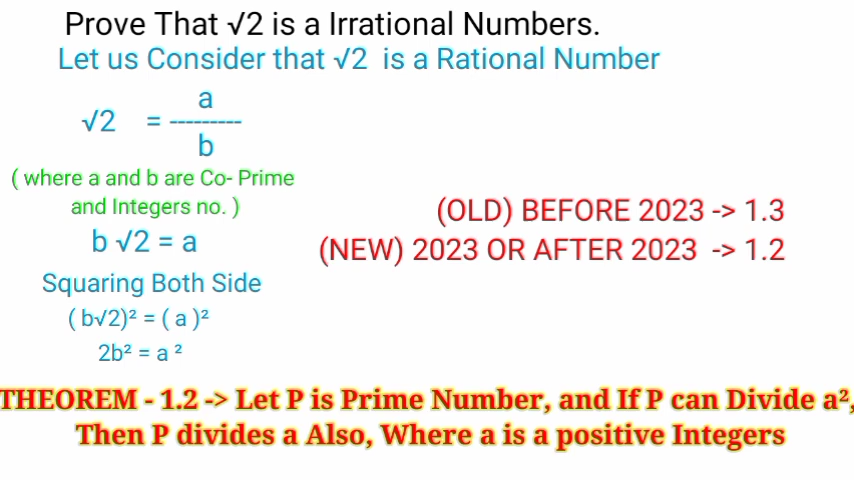 Prove That √2 is a Irrational Numbers.
Let us Consider that √2 is a Rational Number
a
√2 = ---------
b
( where a and b are Co- Prime
and Integers no. )
b √2 = a
Squaring Both Side
( b√2)² = ( a )²
2b² = a ²
(OLD) BEFORE 2023 -> 1.3
(NEW) 2023 OR AFTER 2023 -> 1.2
THEOREM - 1.2 -> Let P is Prime Number, and If P can Divide a²,
Then P divides a Also, Where a is a positive Integers